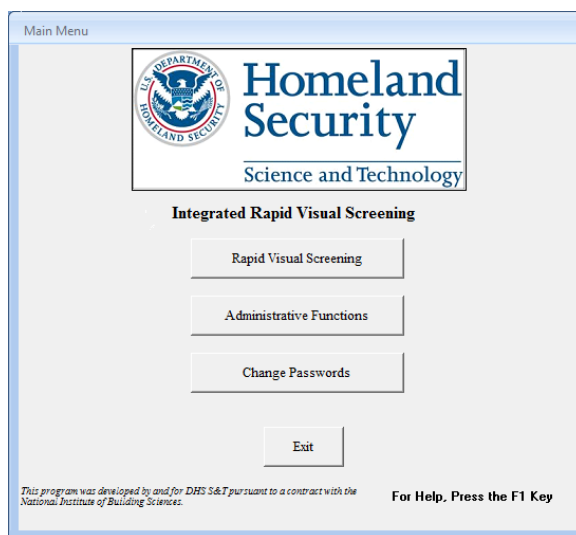 Main Menu
U.S. DEPARTMENT OF
HOMELAND SECURITY
Homeland
Security
Science and Technology
Integrated Rapid Visual Screening
Rapid Visual Screening
Administrative Functions
Change Passwords
Exit
This program was developed by and for DHS S&T pursuant to a contract with the
National Institute of Building Sciences.
For Help, Press the F1 Key